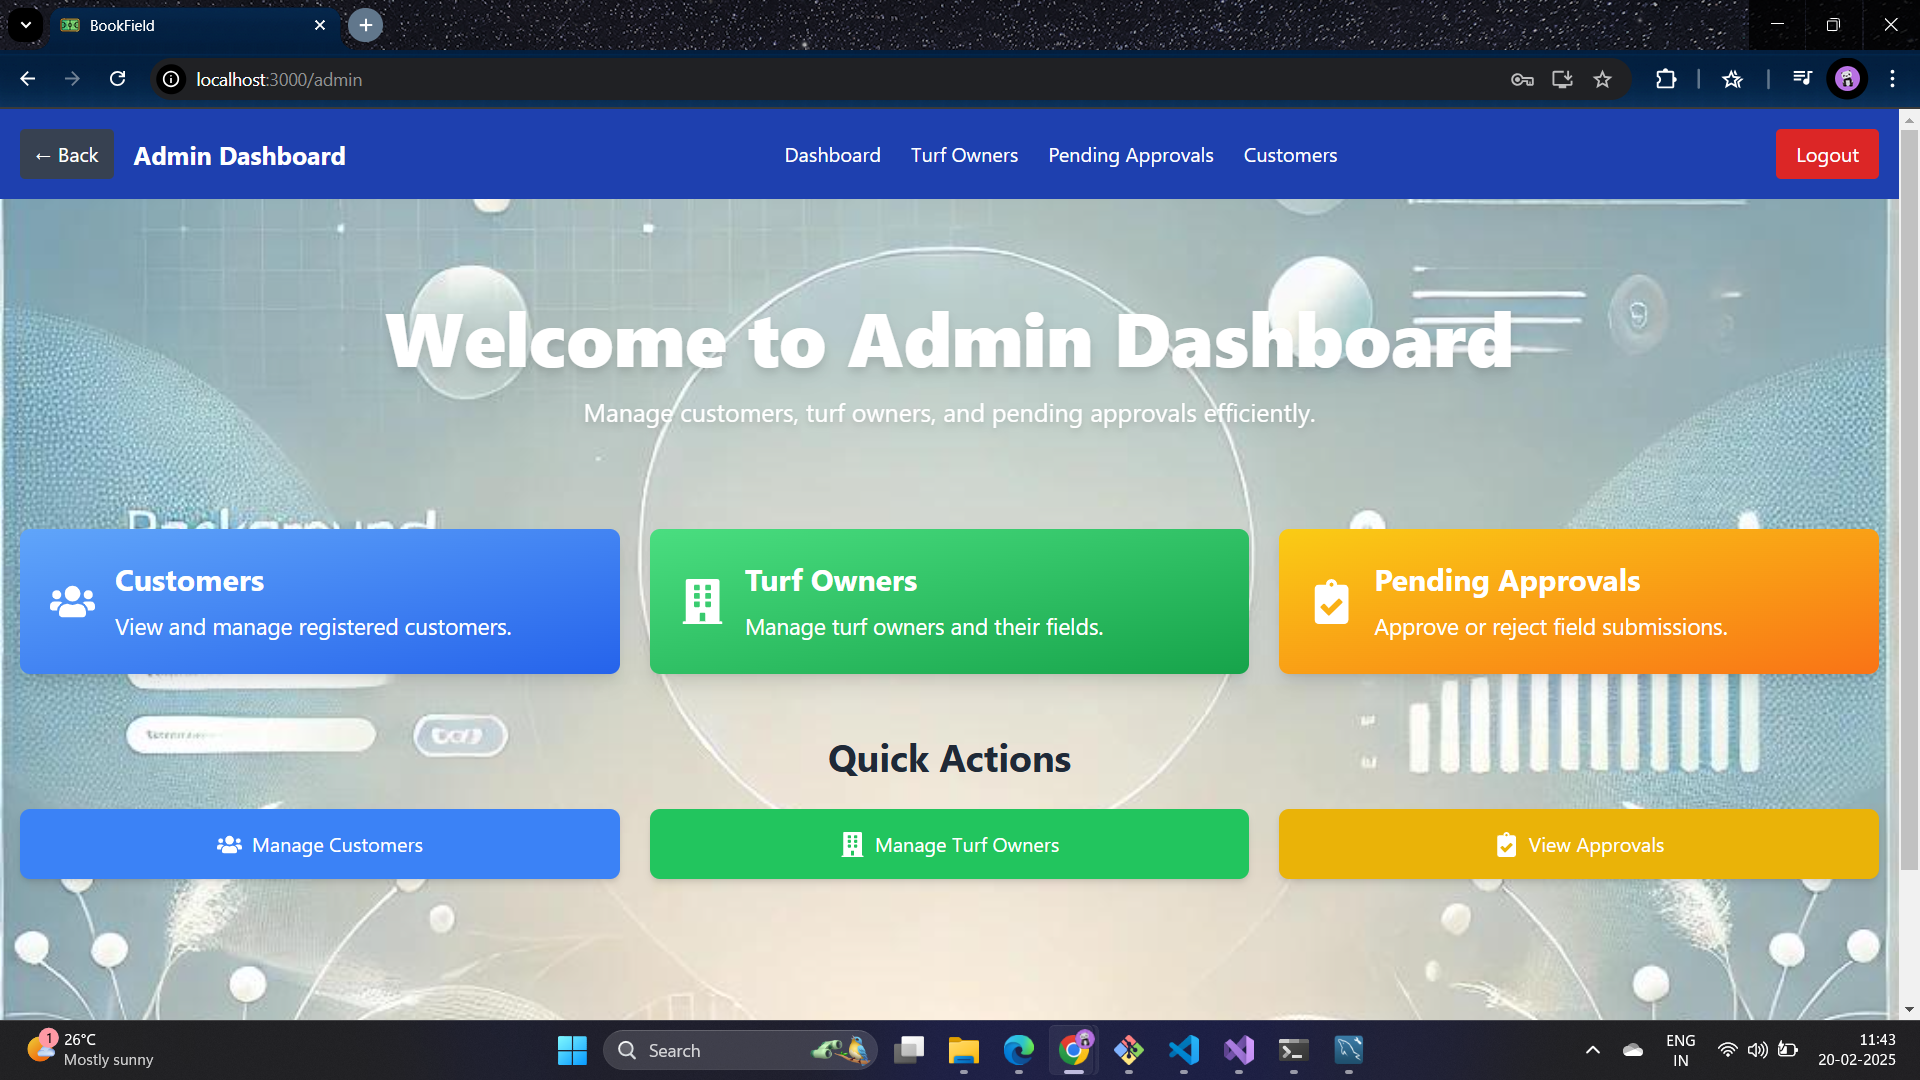 BookField
localhost:3000/admin
← Back
Admin Dashboard
Dashboard
Turf Owners
Pending Approvals
Customers
Logout
Welcome to Admin Dashboard
Manage customers, turf owners, and pending approvals efficiently.
Background
Customers
View and manage registered customers.
Turf Owners
Manage turf owners and their fields.
Pending Approvals
Approve or reject field submissions.
Quick Actions
Manage Customers
Manage Turf Owners
View Approvals
1
26°C
Mostly sunny
Search
ENG
IN
11:43
20-02-2025